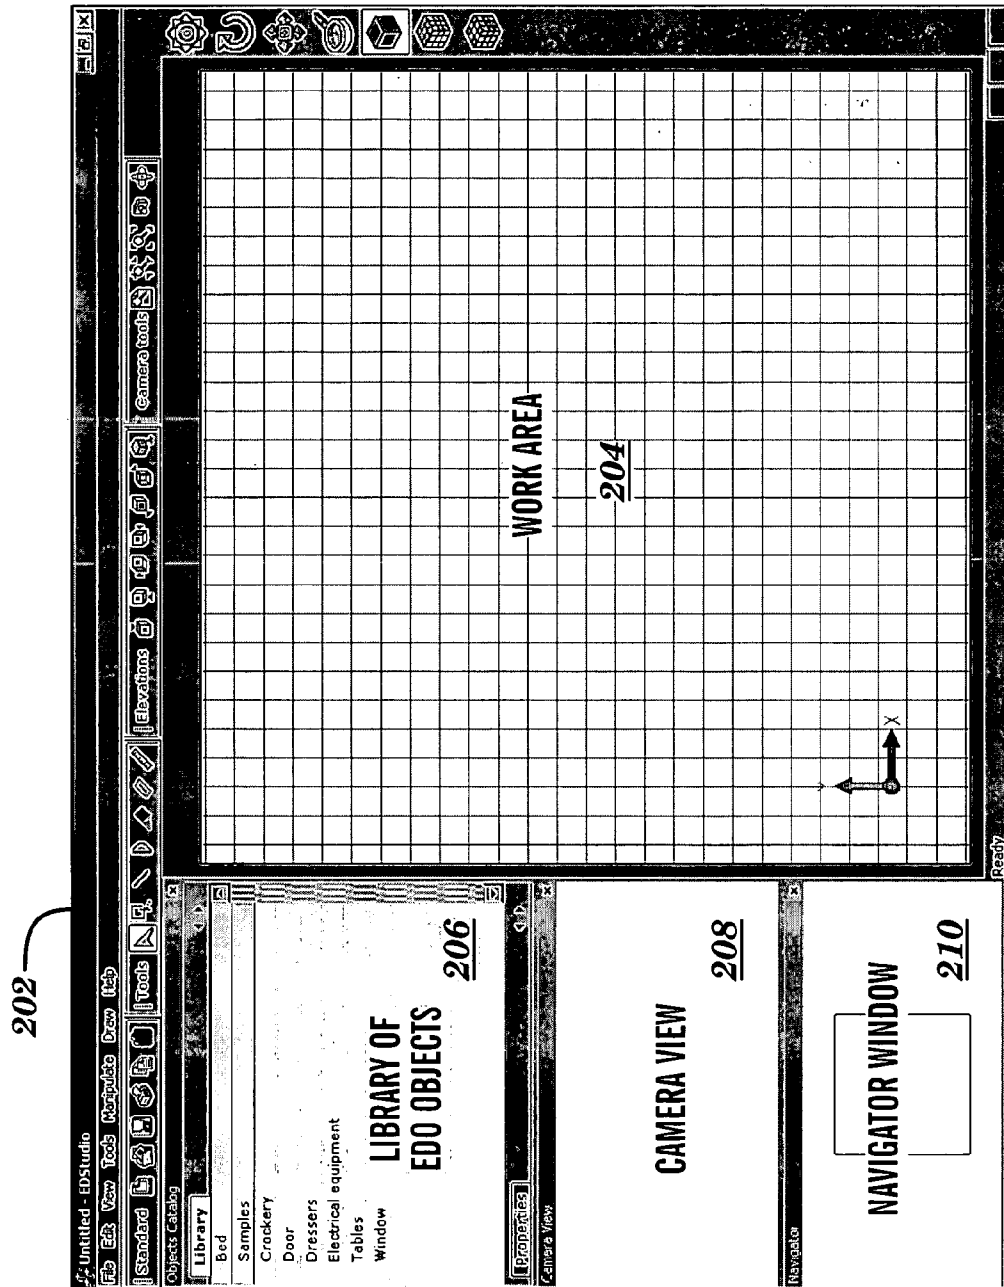 202
Untitled - EDStudio
File Edit View Tools Manipulate Draw Help
Standard Tools Elevations Camera tools
Objects Catalog
Library
Bed
Samples
Crockery
Door
Dressers
Electrical equipment
Tables
Window
LIBRARY OF
EDO OBJECTS
206
Properties
Camera View
CAMERA VIEW
208
Navigator
NAVIGATOR WINDOW
210
WORK AREA
204
Y
X
Ready